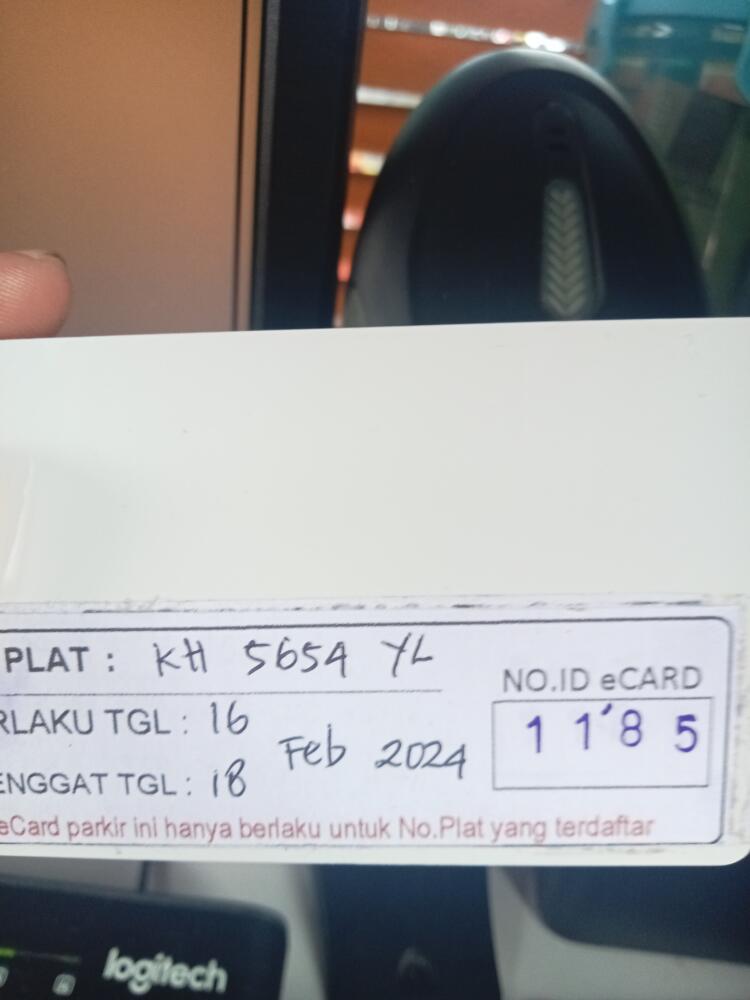 PLAT : KH 5654 YL
NO.ID eCARD
RLAKU TGL : 16
1 1'8 5
Feb 2024
ENGGAT TGL : 18
eCard parkir ini hanya berlaku untuk No.Plat yang terdaftar
logitech